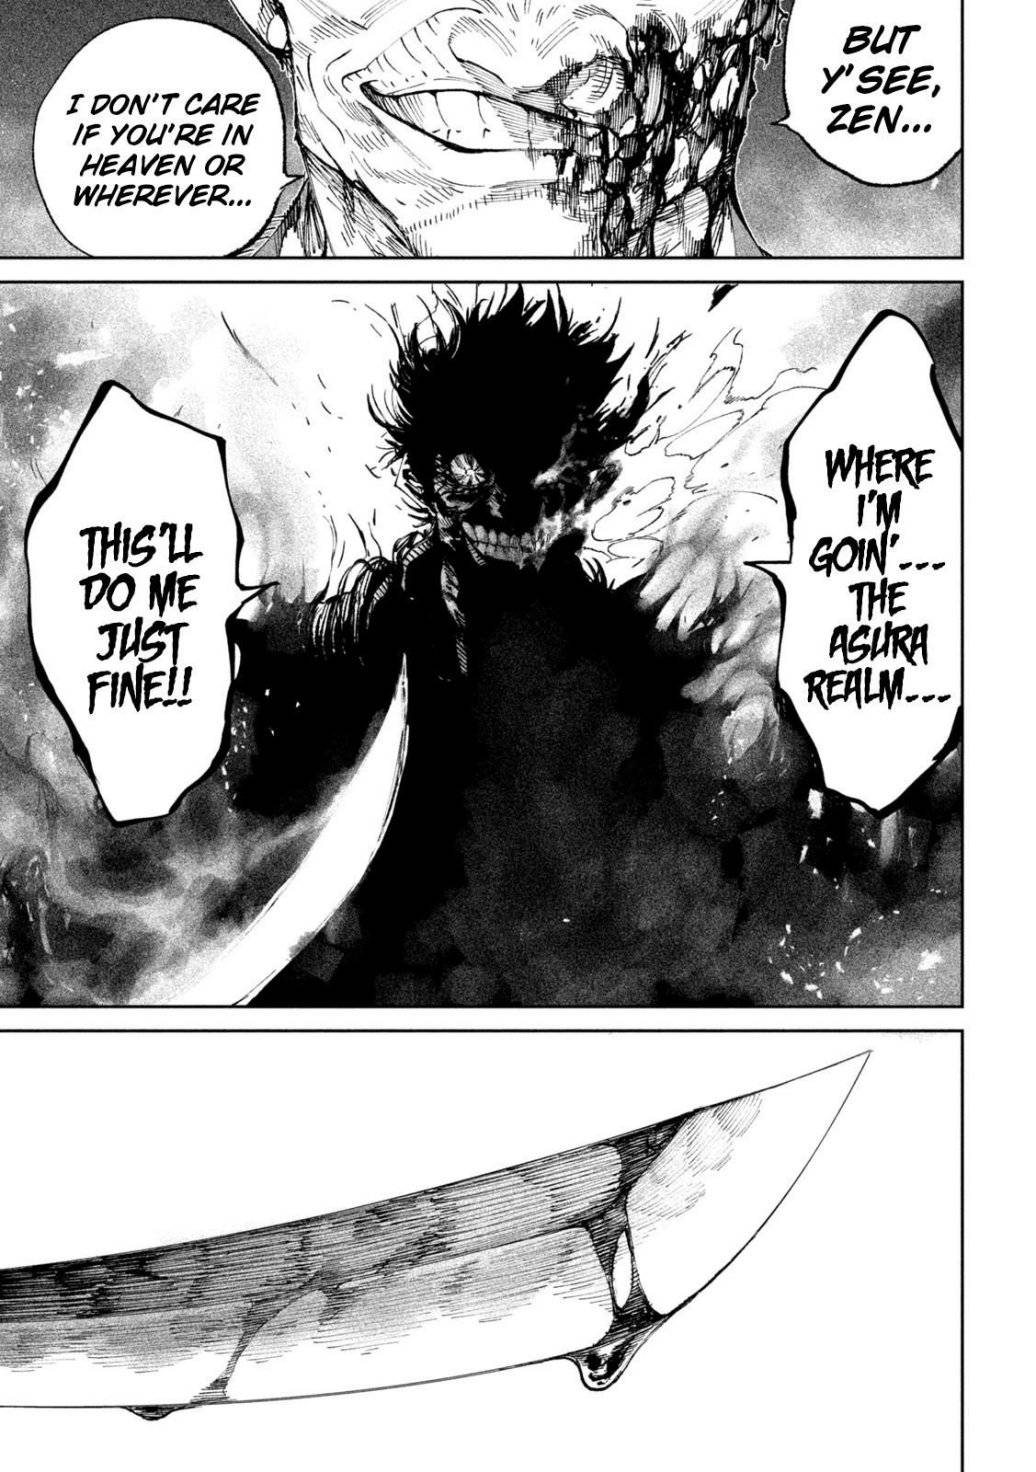 BUT
Y'SEE,
ZEN...
I DON'T CARE
IF YOU'RE IN
HEAVEN OR
WHEREVER...
WHERE
I'M
GOIN'...
THE
ASURA
REALM...
THIS'LL
DO ME
JUST
FINE!!